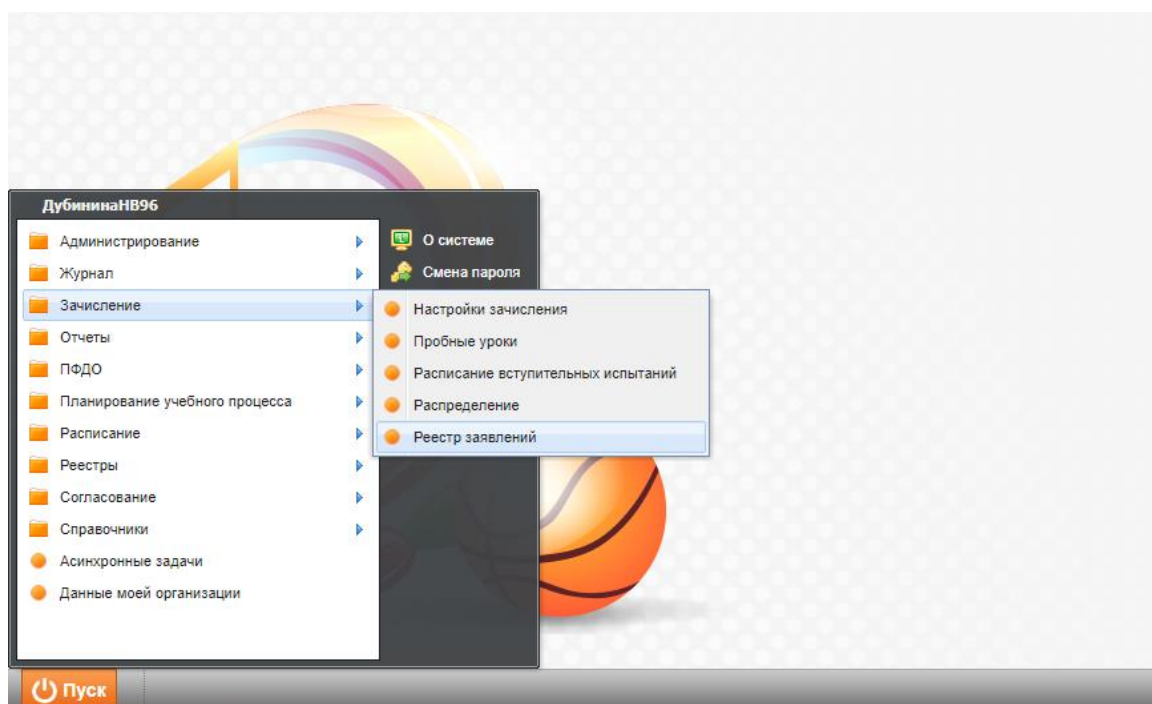 ДубининаНВ96
Администрирование
Журнал
Зачисление
Отчеты
ПФДО
Планирование учебного процесса
Расписание
Реестры
Согласование
Справочники
Асинхронные задачи
Данные моей организации
О системе
Смена пароля
Настройки зачисления
Пробные уроки
Расписание вступительных испытаний
Распределение
Реестр заявлений
Пуск